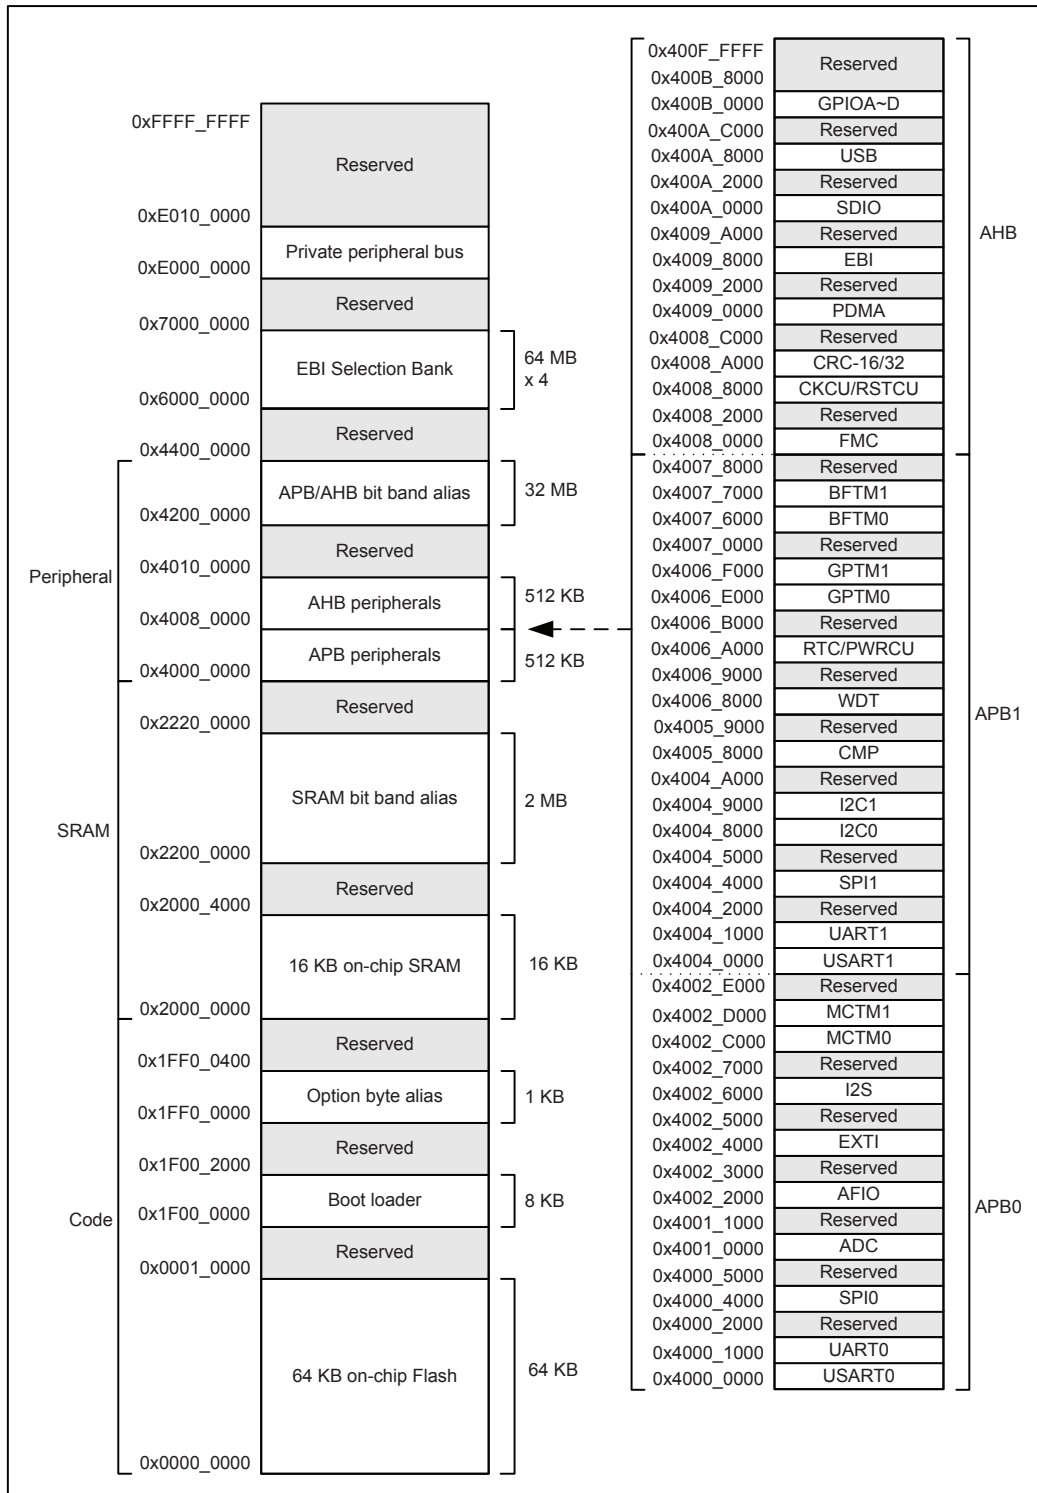 0xFFFF_FFFF
Reserved
0xE010_0000
Private peripheral bus
0xE000_0000
Reserved
0x7000_0000
EBI Selection Bank
64 MB
x 4
0x6000_0000
Reserved
0x4400_0000
APB/AHB bit band alias
32 MB
0x4200_0000
Reserved
0x4010_0000
Peripheral
AHB peripherals
512 KB
0x4008_0000
APB peripherals
512 KB
0x4000_0000
Reserved
0x2220_0000
SRAM bit band alias
2 MB
SRAM
0x2200_0000
Reserved
0x2000_4000
16 KB on-chip SRAM
16 KB
0x2000_0000
Reserved
0x1FF0_0400
Option byte alias
1 KB
0x1FF0_0000
Reserved
0x1F00_2000
Boot loader
8 KB
Code
0x1F00_0000
Reserved
0x0001_0000
64 KB on-chip Flash
64 KB
0x0000_0000
0x400F_FFFF
Reserved
0x400B_8000
0x400B_0000 GPIOA~D
0x400A_C000 Reserved
0x400A_8000 USB
0x400A_2000 Reserved
0x400A_0000 SDIO
0x4009_A000 Reserved
AHB
0x4009_8000 EBI
0x4009_2000 Reserved
0x4009_0000 PDMA
0x4008_C000 Reserved
0x4008_A000 CRC-16/32
0x4008_8000 CKCU/RSTCU
0x4008_2000 Reserved
0x4008_0000 FMC
0x4007_8000 Reserved
0x4007_7000 BFTM1
0x4007_6000 BFTM0
0x4007_0000 Reserved
0x4006_F000 GPTM1
0x4006_E000 GPTM0
0x4006_B000 Reserved
0x4006_A000 RTC/PWRCU
0x4006_9000 Reserved
0x4006_8000 WDT
APB1
0x4005_9000 Reserved
0x4005_8000 CMP
0x4004_A000 Reserved
0x4004_9000 I2C1
0x4004_8000 I2C0
0x4004_5000 Reserved
0x4004_4000 SPI1
0x4004_2000 Reserved
0x4004_1000 UART1
0x4004_0000 USART1
0x4002_E000 Reserved
0x4002_D000 MCTM1
0x4002_C000 MCTM0
0x4002_7000 Reserved
0x4002_6000 I2S
0x4002_5000 Reserved
0x4002_4000 EXTI
0x4002_3000 Reserved
0x4002_2000 AFIO
APB0
0x4001_1000 Reserved
0x4001_0000 ADC
0x4000_5000 Reserved
0x4000_4000 SPI0
0x4000_2000 Reserved
0x4000_1000 UART0
0x4000_0000 USART0